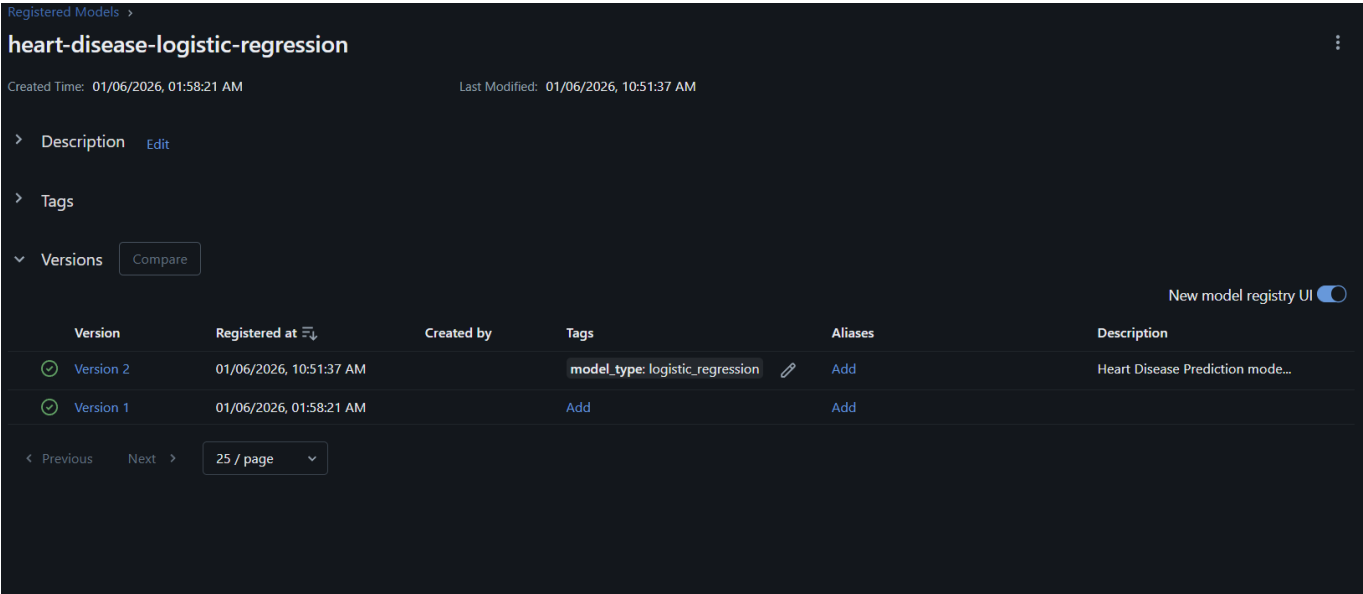 Registered Models >
heart-disease-logistic-regression
Created Time: 01/06/2026, 01:58:21 AM Last Modified: 01/06/2026, 10:51:37 AM
Description Edit
Tags
Versions Compare
New model registry UI
Version Registered at Created by Tags Aliases Description
Version 2 01/06/2026, 10:51:37 AM model_type: logistic_regression Add Heart Disease Prediction mode...
Version 1 01/06/2026, 01:58:21 AM Add Add
< Previous Next > 25 / page